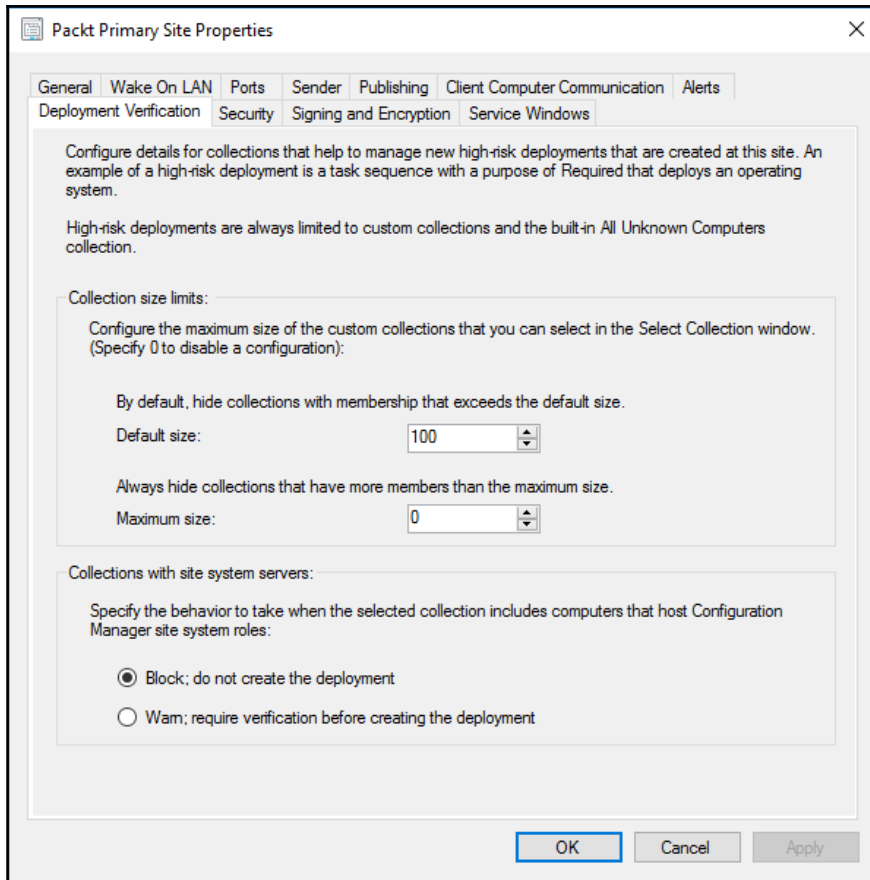 Packt Primary Site Properties
General Wake On LAN Ports Sender Publishing Client Computer Communication Alerts
Deployment Verification Security Signing and Encryption Service Windows
Configure details for collections that help to manage new high-risk deployments that are created at this site. An
example of a high-risk deployment is a task sequence with a purpose of Required that deploys an operating
system.
High-risk deployments are always limited to custom collections and the built-in All Unknown Computers
collection.
Collection size limits:
Configure the maximum size of the custom collections that you can select in the Select Collection window.
(Specify 0 to disable a configuration):
By default, hide collections with membership that exceeds the default size.
Default size: 100
Always hide collections that have more members than the maximum size.
Maximum size: 0
Collections with site system servers:
Specify the behavior to take when the selected collection includes computers that host Configuration
Manager site system roles:
Block; do not create the deployment
Warn; require verification before creating the deployment
OK Cancel Apply